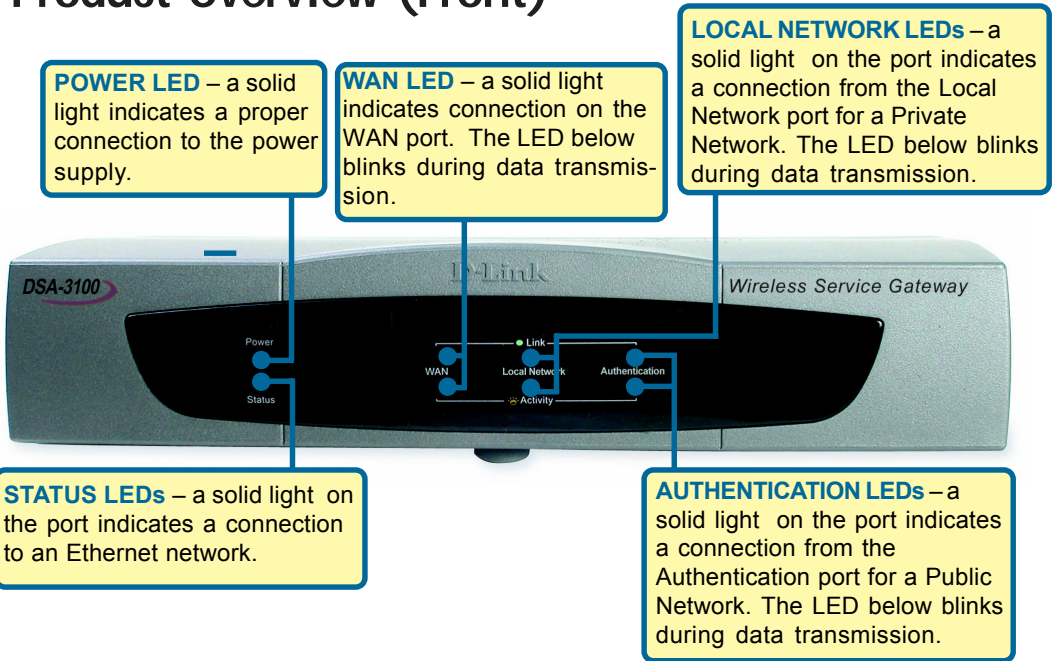 Product Overview (Front)
POWER LED – a solid
light indicates a proper
connection to the power
supply.
WAN LED – a solid light
indicates connection on the
WAN port. The LED below
blinks during data transmis-
sion.
LOCAL NETWORK LEDs – a
solid light on the port indicates
a connection from the Local
Network port for a Private
Network. The LED below blinks
during data transmission.
DSA-3100
D-Link
Wireless Service Gateway
Power
Status
Link
WAN
Local Network
Authentication
Activity
STATUS LEDs – a solid light on
the port indicates a connection
to an Ethernet network.
AUTHENTICATION LEDs – a
solid light on the port indicates
a connection from the
Authentication port for a Public
Network. The LED below blinks
during data transmission.